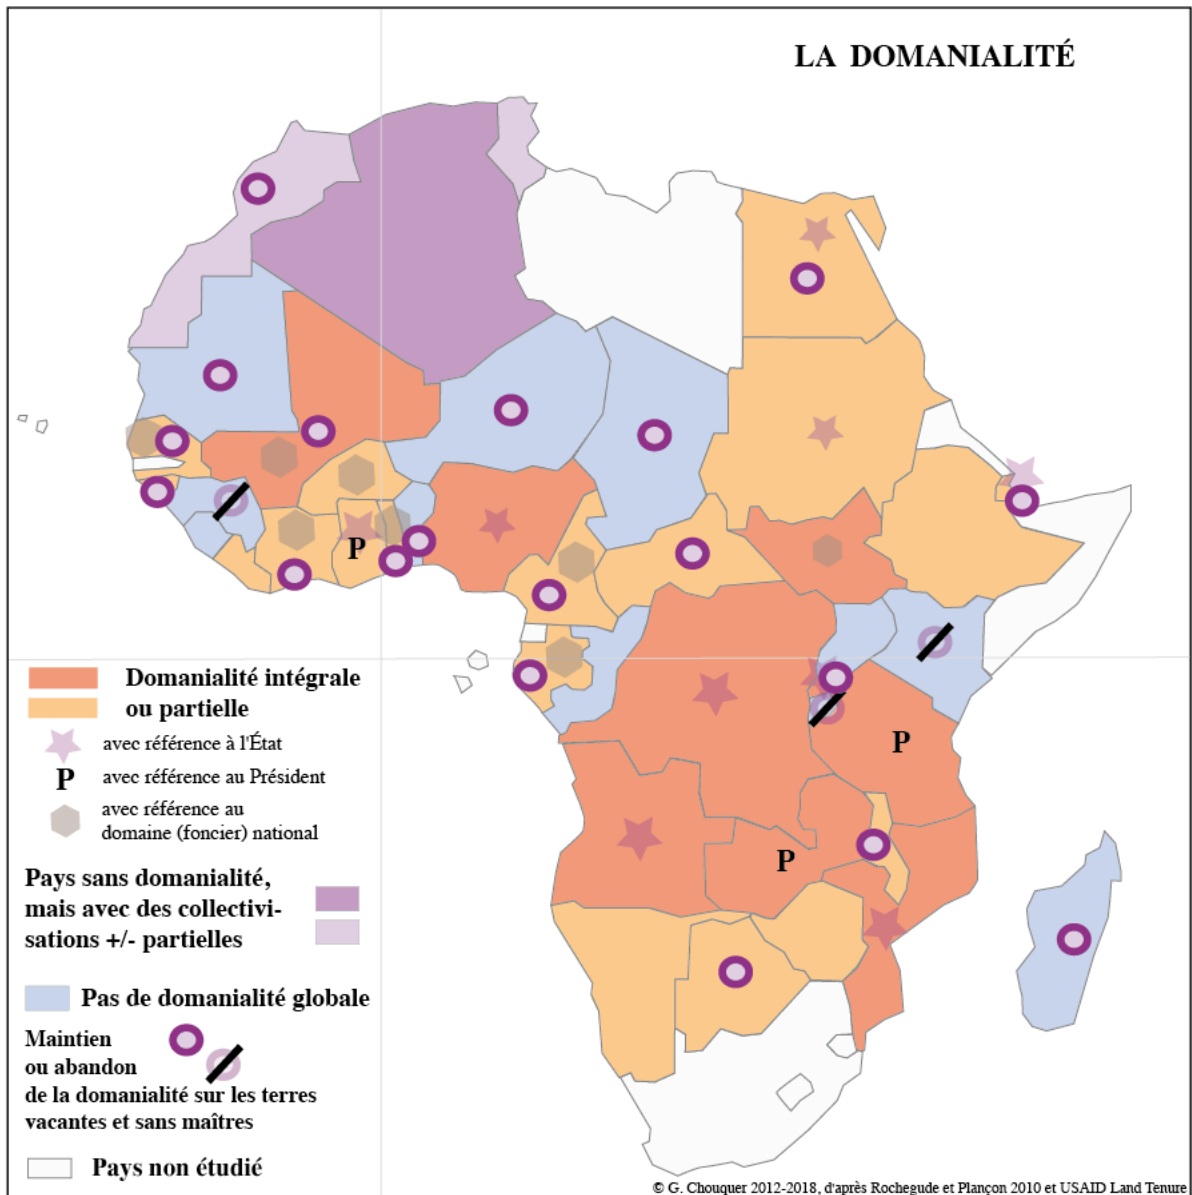 LA DOMANIALITÉ
P
P
P
Domanialité intégrale
ou partielle
avec référence à l'État
P avec référence au Président
avec référence au
domaine (foncier) national
Pays sans domanialité,
mais avec des collectivi-
sations +/- partielles
Pas de domanialité globale
Maintien
ou abandon
de la domanialité sur les terres
vacantes et sans maîtres
Pays non étudié
© G. Chouquer 2012-2018, d'après Rochegude et Plançon 2010 et USAID Land Tenure